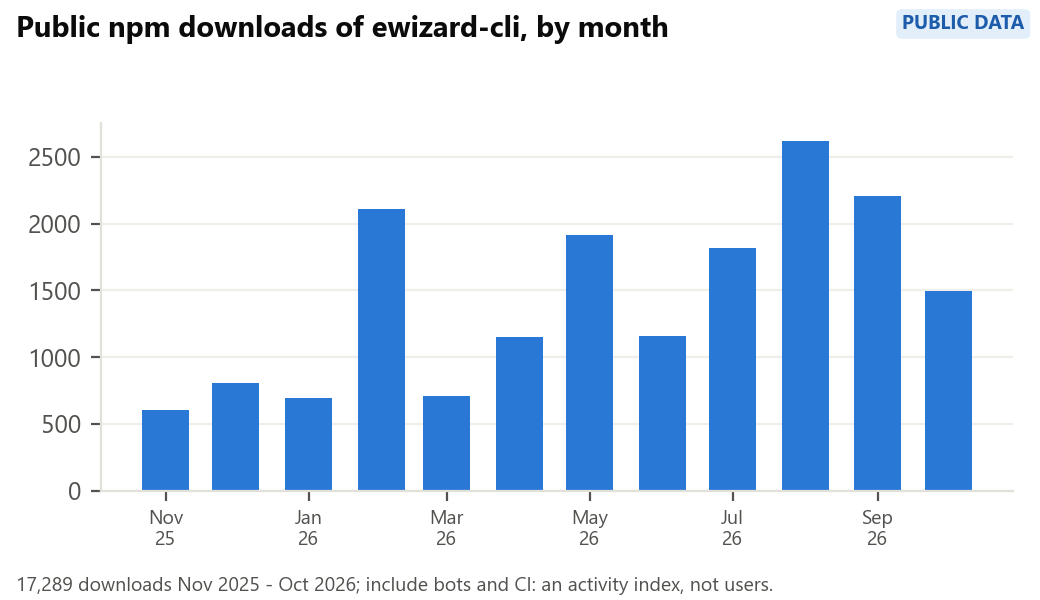 Public npm downloads of ewizard-cli, by month
PUBLIC DATA
2500
2000
1500
1000
500
0
Nov
25
Jan
26
Mar
26
May
26
Jul
26
Sep
26
17,289 downloads Nov 2025 - Oct 2026; include bots and CI: an activity index, not users.